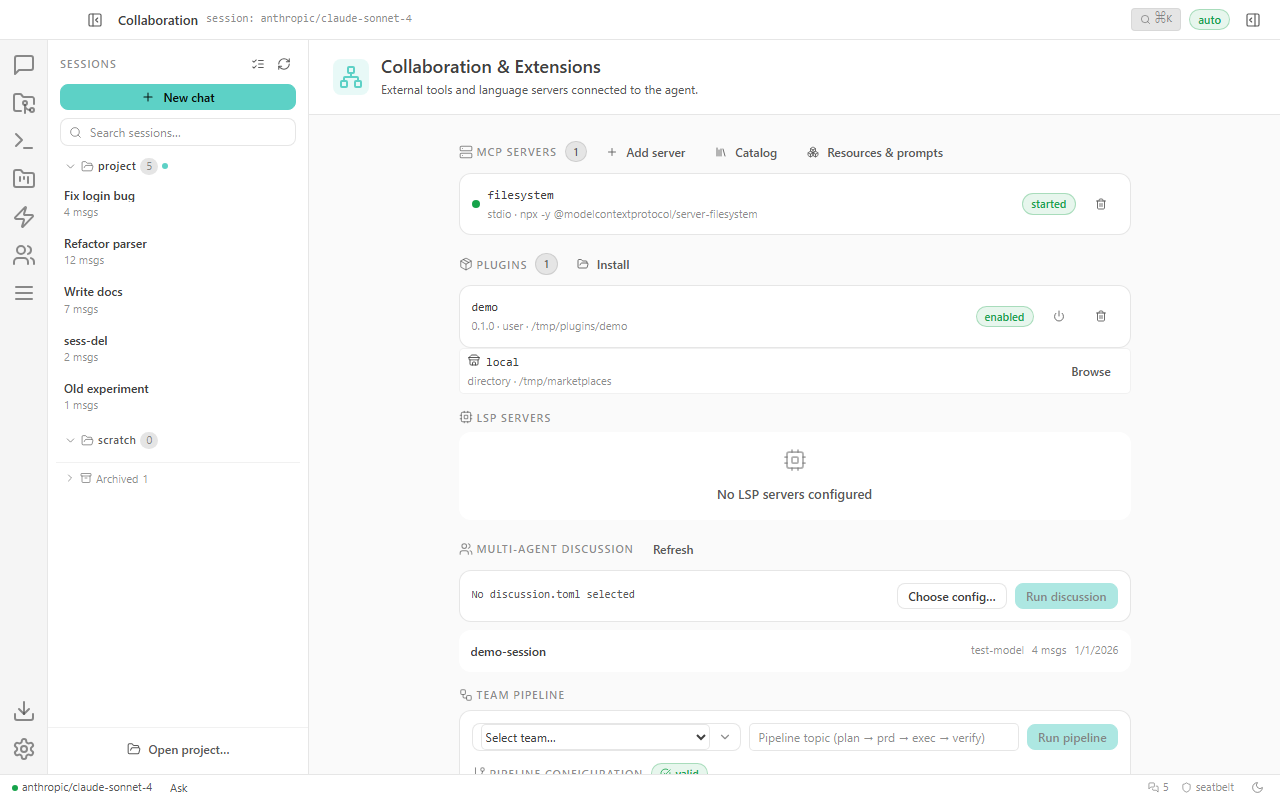 Collaboration session: anthropic/claude-sonnet-4
⌘K
auto
SESSIONS
New chat
Search sessions...
project 5
Fix login bug
4 msgs
Refactor parser
12 msgs
Write docs
7 msgs
sess-del
2 msgs
Old experiment
1 msgs
scratch 0
Archived 1
Open project...
Collaboration & Extensions
External tools and language servers connected to the agent.
MCP SERVERS 1 Add server Catalog Resources & prompts
filesystem
stdio · npx -y @modelcontextprotocol/server-filesystem
started
PLUGINS 1 Install
demo
0.1.0 · user · /tmp/plugins/demo
enabled
local
directory · /tmp/marketplaces
Browse
LSP SERVERS
No LSP servers configured
MULTI-AGENT DISCUSSION Refresh
No discussion.toml selected
Choose config...
Run discussion
demo-session
test-model 4 msgs 1/1/2026
TEAM PIPELINE
Select team...
Pipeline topic (plan → prd → exec → verify)
Run pipeline
PIPELINE CONFIGURATION valid
anthropic/claude-sonnet-4 Ask
5 seatbelt